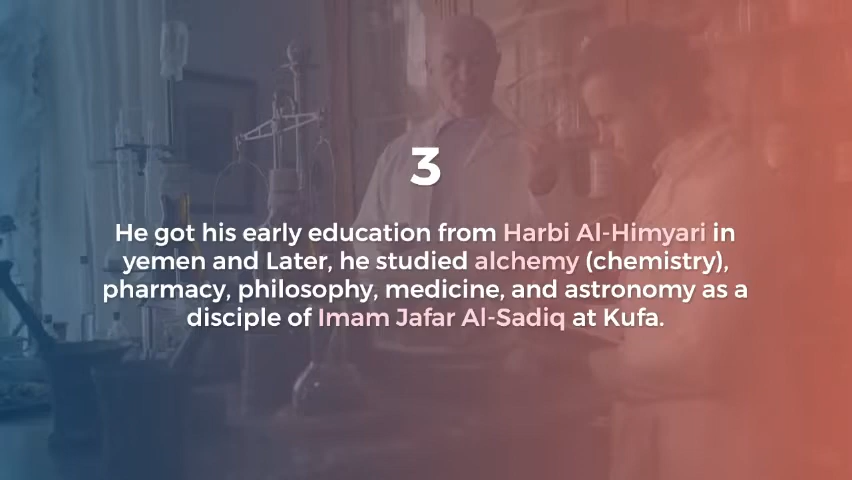 3
He got his early education from Harbi Al-Himyari in
yemen and Later, he studied alchemy (chemistry),
pharmacy, philosophy, medicine, and astronomy as a
disciple of Imam Jafar Al-Sadiq at Kufa.